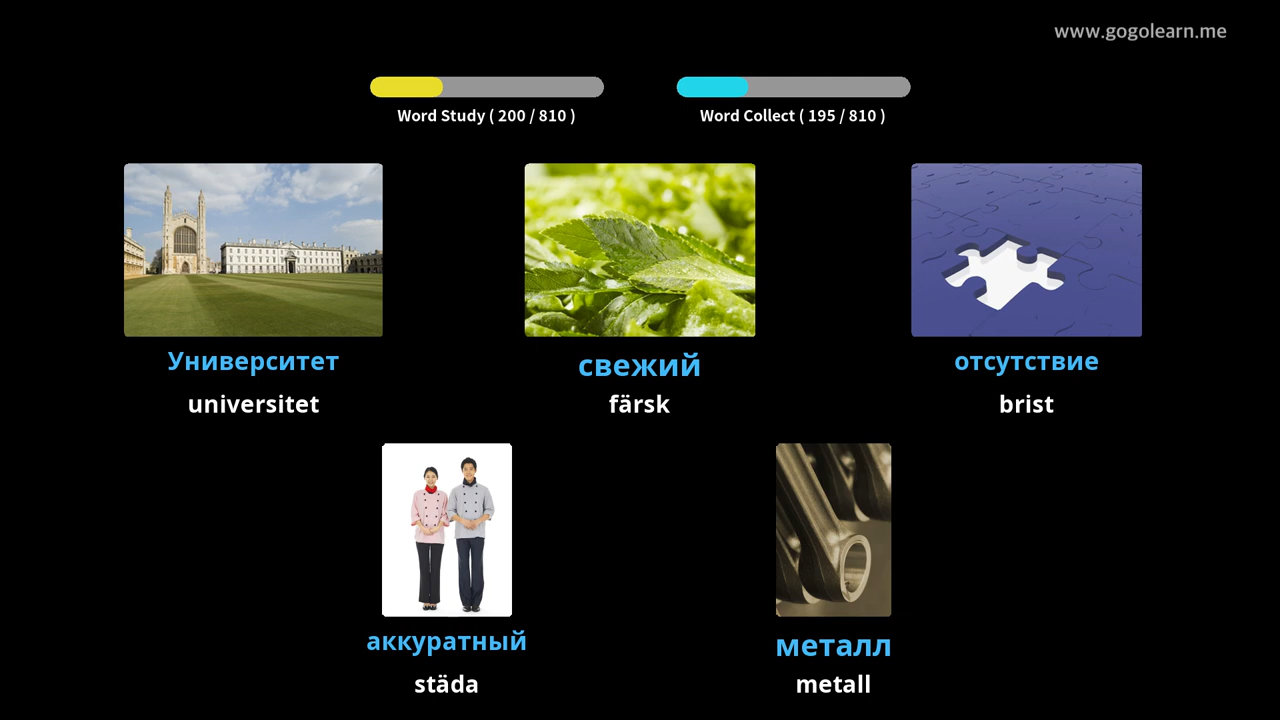 www.gogolearn.me
Word Study ( 200 / 810 )
Word Collect ( 195 / 810 )
Университет
universitet
свежий
färsk
отсутствие
brist
аккуратный
städa
металл
metall